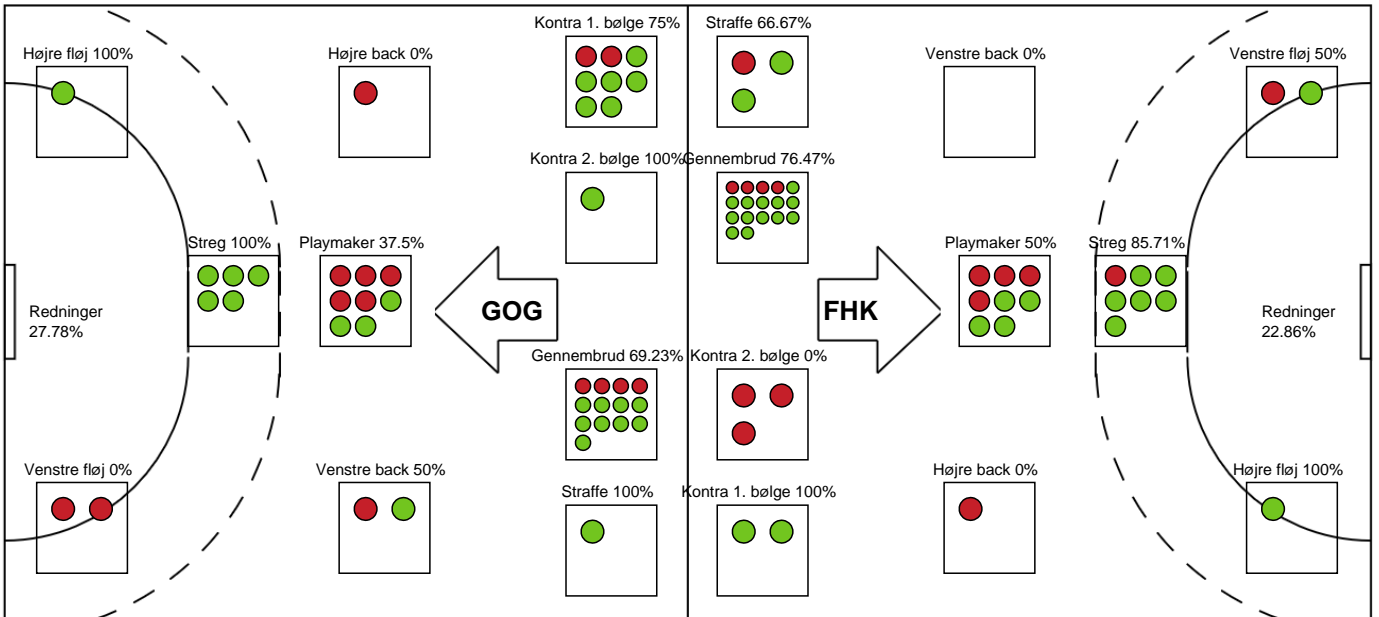 Kontra 1. bølge 75%
Straffe 66.67%
Højre fløj 100%
Højre back 0%
Venstre back 0%
Venstre fløj 50%
Kontra 2. bølge 100%
Gennembrud 76.47%
Streg 100%
Playmaker 37.5%
Playmaker 50%
Streg 85.71%
Redninger
27.78%
GOG
FHK
Redninger
22.86%
Gennembrud 69.23%
Kontra 2. bølge 0%
Venstre fløj 0%
Venstre back 50%
Højre back 0%
Højre fløj 100%
Straffe 100%
Kontra 1. bølge 100%